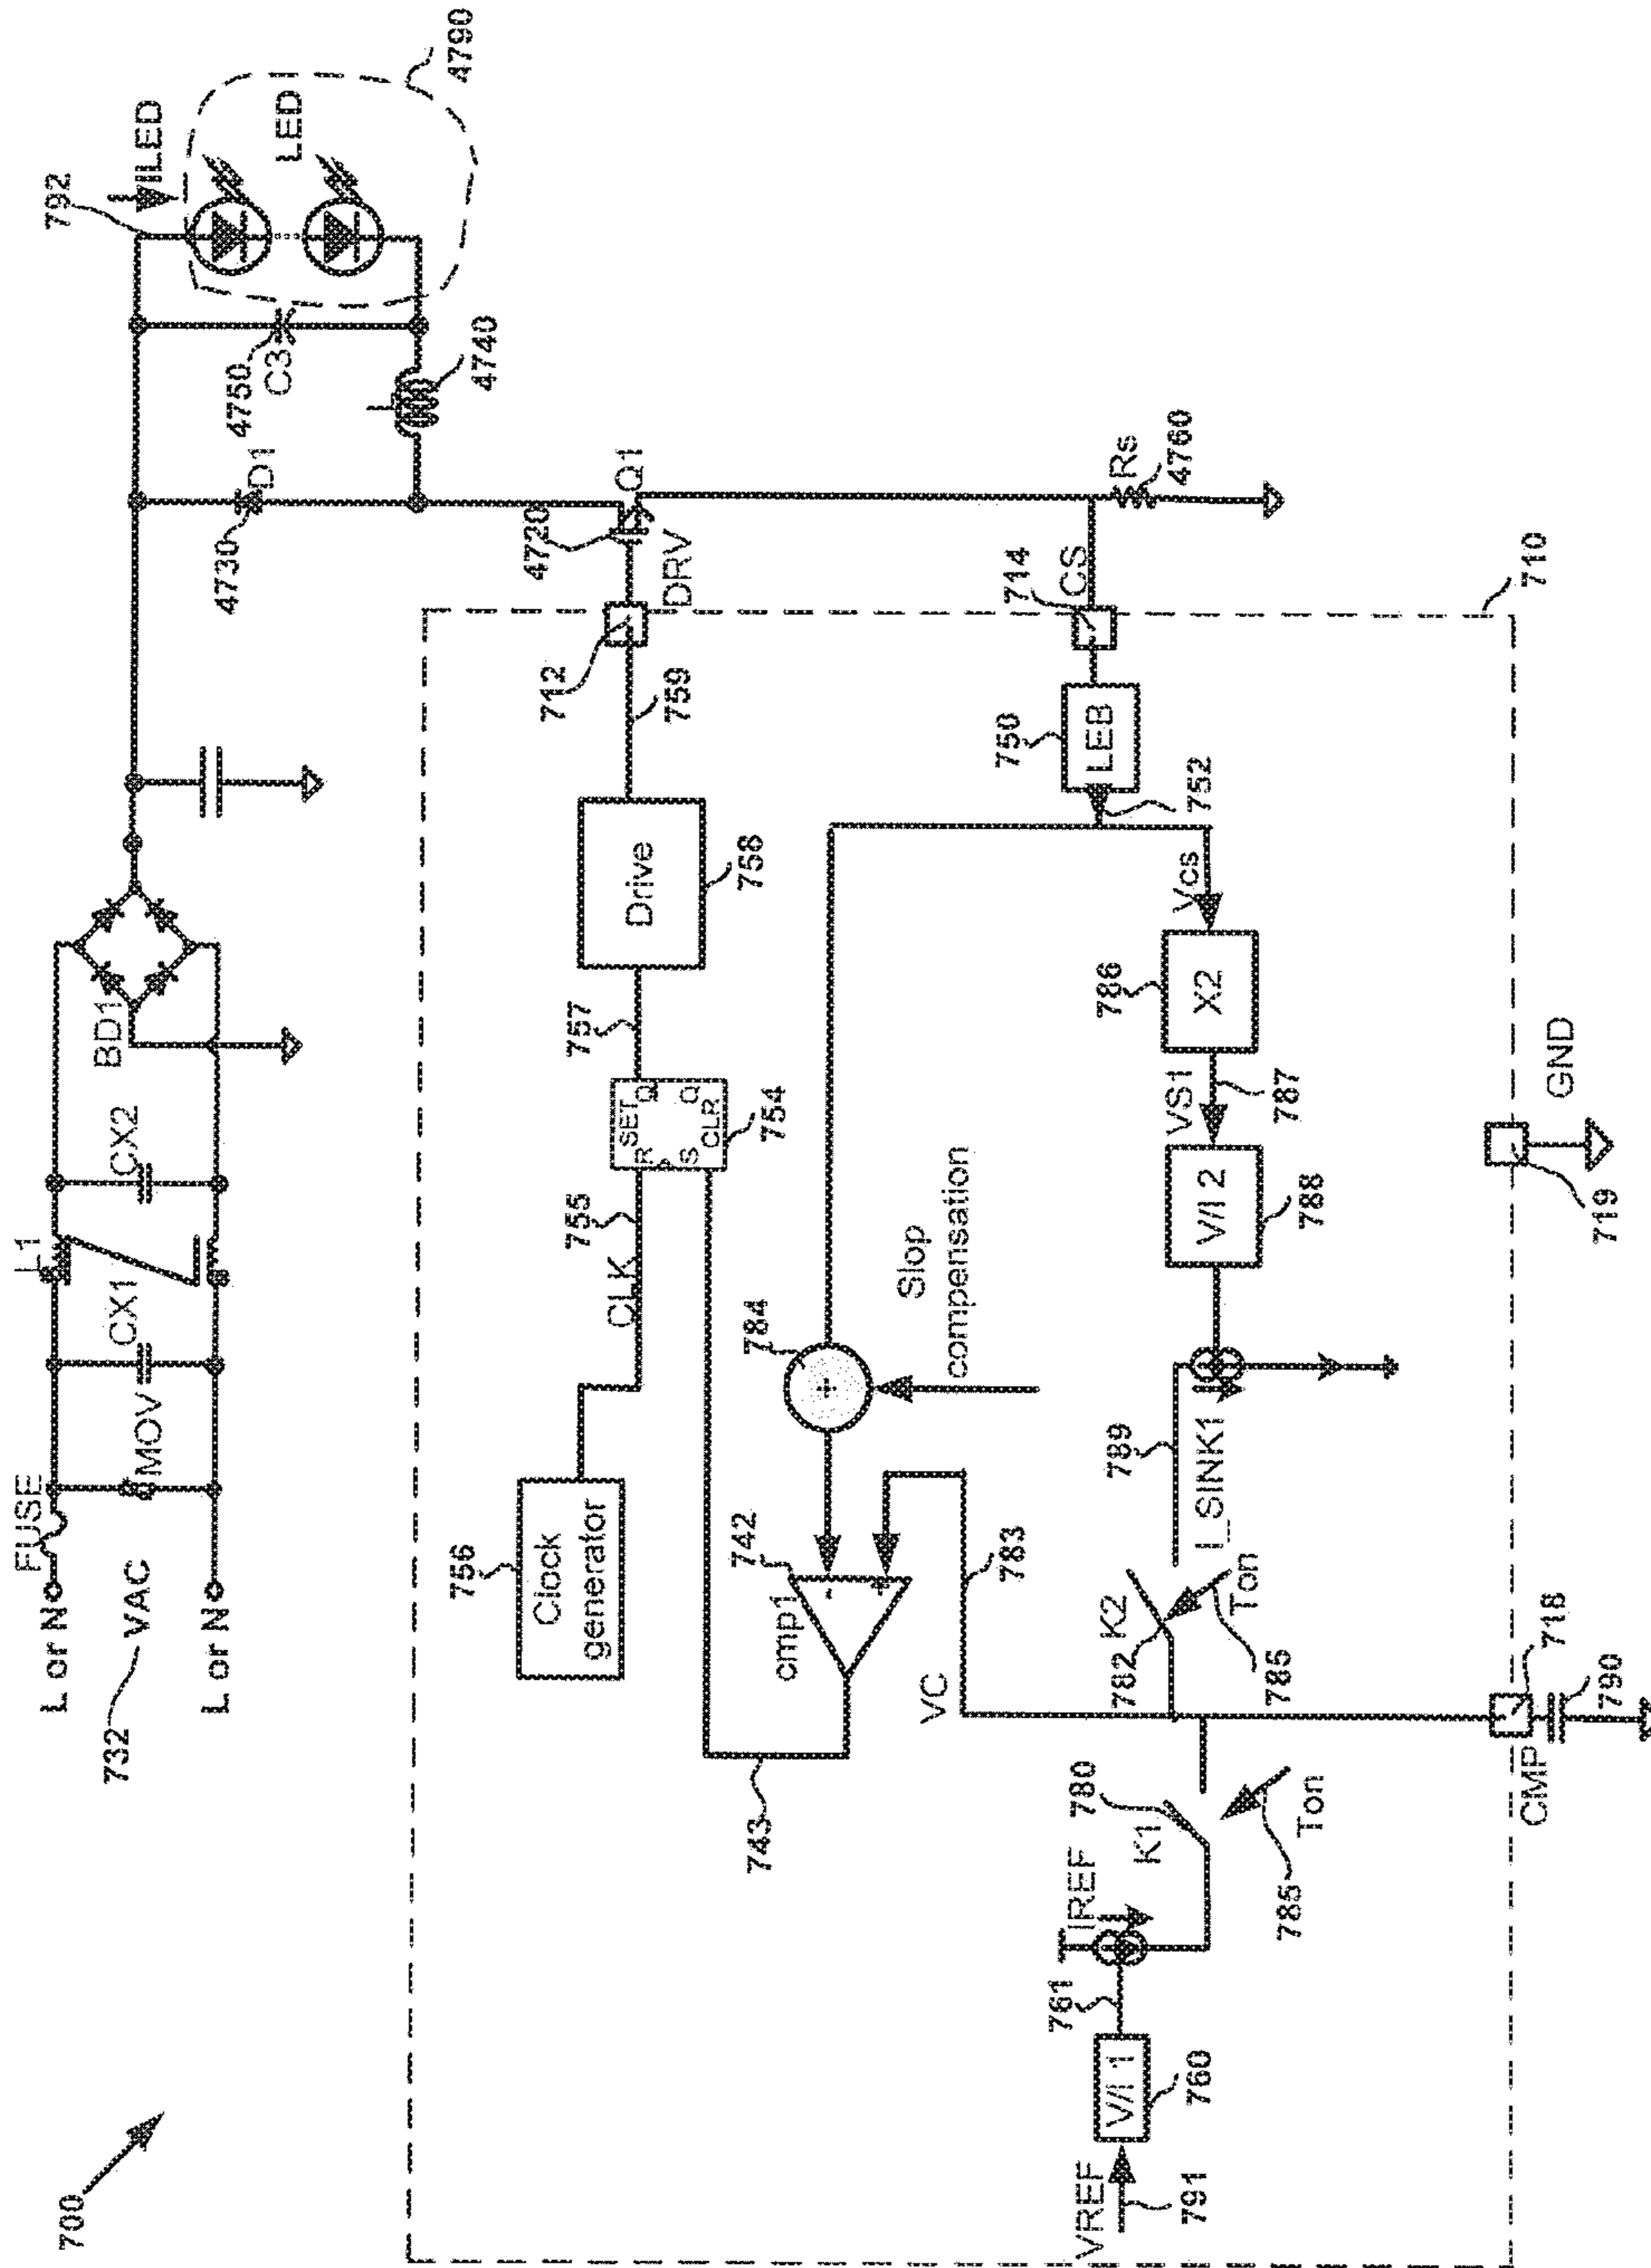 700
732
VAC
L or N
L or N
FUSE
MOV
CX1
L1
CX2
BD1
4730
D1
4750
C3
792
ILED
LED
4790
4740
4720
Q1
DRV
712
759
Drive
758
757
SET
R
S
CLR
Q
Q
754
755
CLK
756
Clock
generator
cmp1
742
-
+
743
784
+
Slop
compensation
783
VC
714
CS
Rs
4760
710
750
LEB
752
Vcs
786
X2
VS1
787
V/I 2
788
789
I_SINK1
K2
782
Ton
785
K1
780
Ton
785
IREF
761
V/I 1
760
VREF
791
CMP
718
790
719
GND